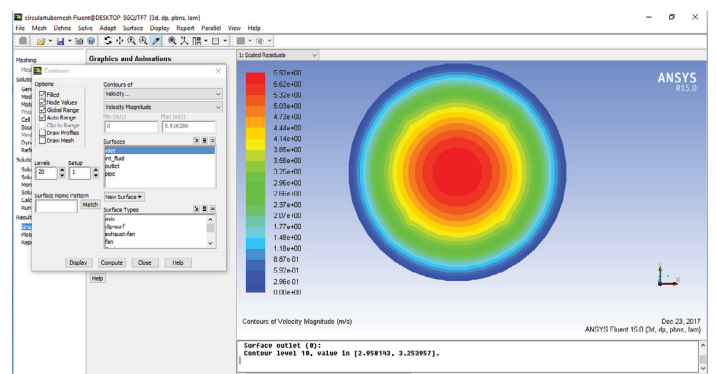 circulartubemesh Fluent@DESKTOP-5GQJTF7 [3d, dp, pbns, lam]
File Mesh Define Solve Adapt Surface Display Report Parallel View Help
Meshing
Graphics and Animations
1: Scaled Residuals
Contours
Options
Filled
Node Values
Global Range
Auto Range
Clip to Range
Draw Profiles
Draw Mesh
Levels Setup
20 1
Surface Name Pattern
Match
Contours of
Velocity...
Velocity Magnitude
Min (m/s) Max (m/s)
0 5.916286
Surfaces
inlet
int_fluid
outlet
pipe
New Surface
Surface Types
axis
clip-surf
exhaust-fan
fan
Display Compute Close Help
Help
5.92e+00
5.62e+00
5.32e+00
5.03e+00
4.73e+00
4.44e+00
4.14e+00
3.85e+00
3.55e+00
3.25e+00
2.96e+00
2.66e+00
2.37e+00
2.07e+00
1.77e+00
1.48e+00
1.18e+00
8.87e-01
5.92e-01
2.96e-01
0.00e+00
ANSYS
R15.0
Y
X
Contours of Velocity Magnitude (m/s)
Dec 23, 2017
ANSYS Fluent 15.0 (3d, dp, pbns, lam)
Surface outlet (0):
Contour level 10, value in [2.958143, 3.253957].